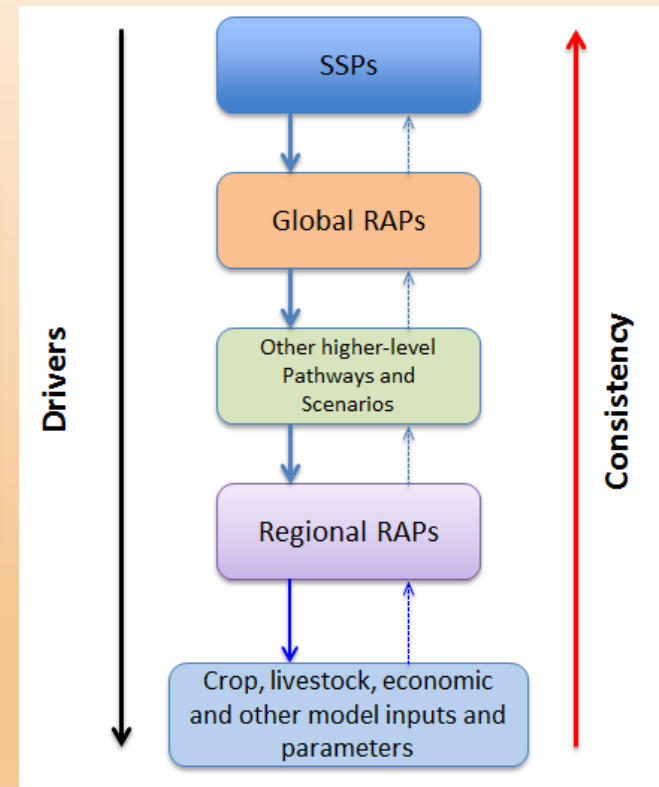 SSPs
Global RAPs
Other higher-level
Pathways and
Scenarios
Regional RAPs
Crop, livestock, economic
and other model inputs and
parameters
Drivers
Consistency